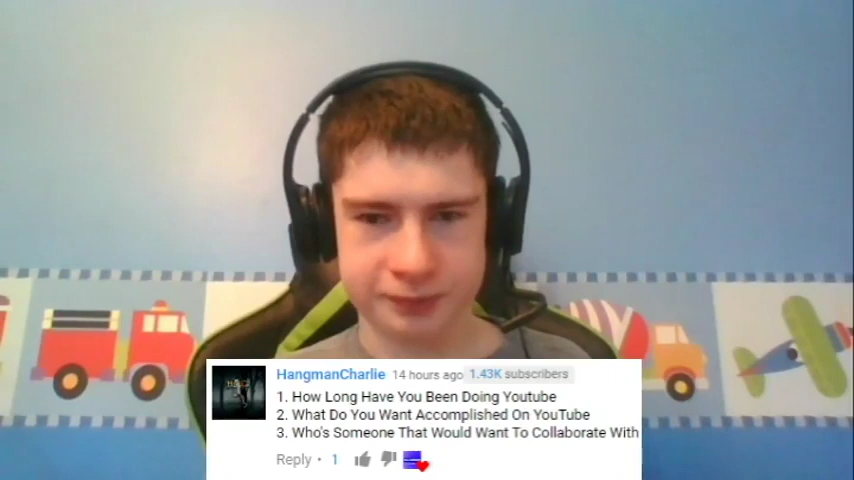 HangmanCharlie 14 hours ago 1.43K subscribers
1. How Long Have You Been Doing Youtube
2. What Do You Want Accomplished On YouTube
3. Who's Someone That Would Want To Collaborate With
Reply • 1